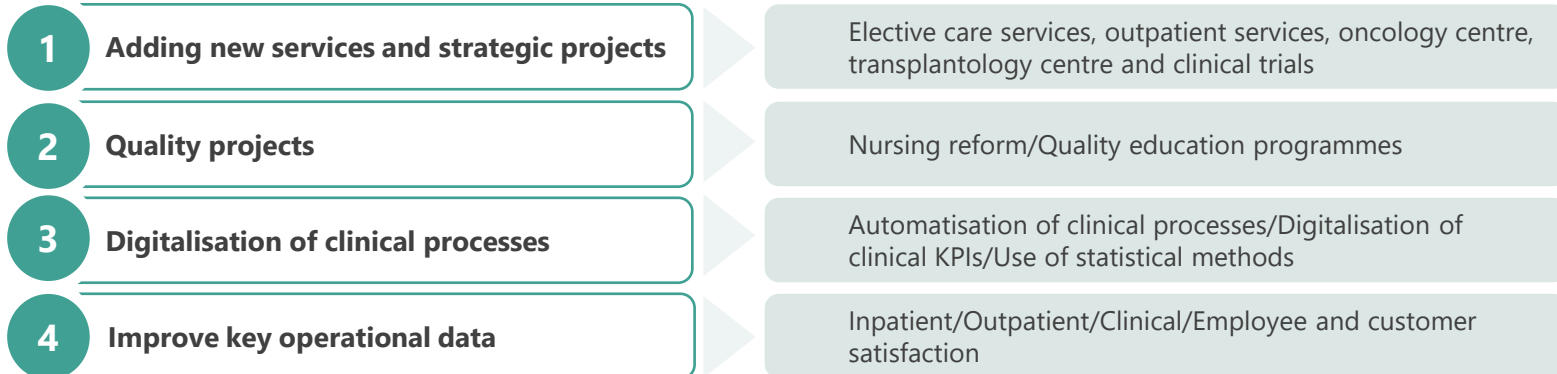 1
Adding new services and strategic projects
Elective care services, outpatient services, oncology centre,
transplantology centre and clinical trials
2
Quality projects
Nursing reform/Quality education programmes
3
Digitalisation of clinical processes
Automatisation of clinical processes/Digitalisation of
clinical KPIs/Use of statistical methods
4
Improve key operational data
Inpatient/Outpatient/Clinical/Employee and customer
satisfaction